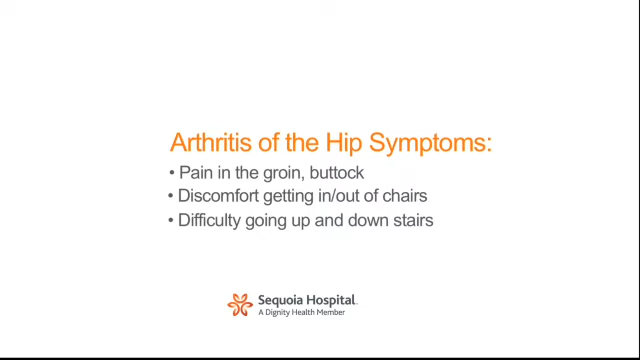 Arthritis of the Hip Symptoms:
• Pain in the groin, buttock
• Discomfort getting in/out of chairs
• Difficulty going up and down stairs
Sequoia Hospital.
A Dignity Health Member